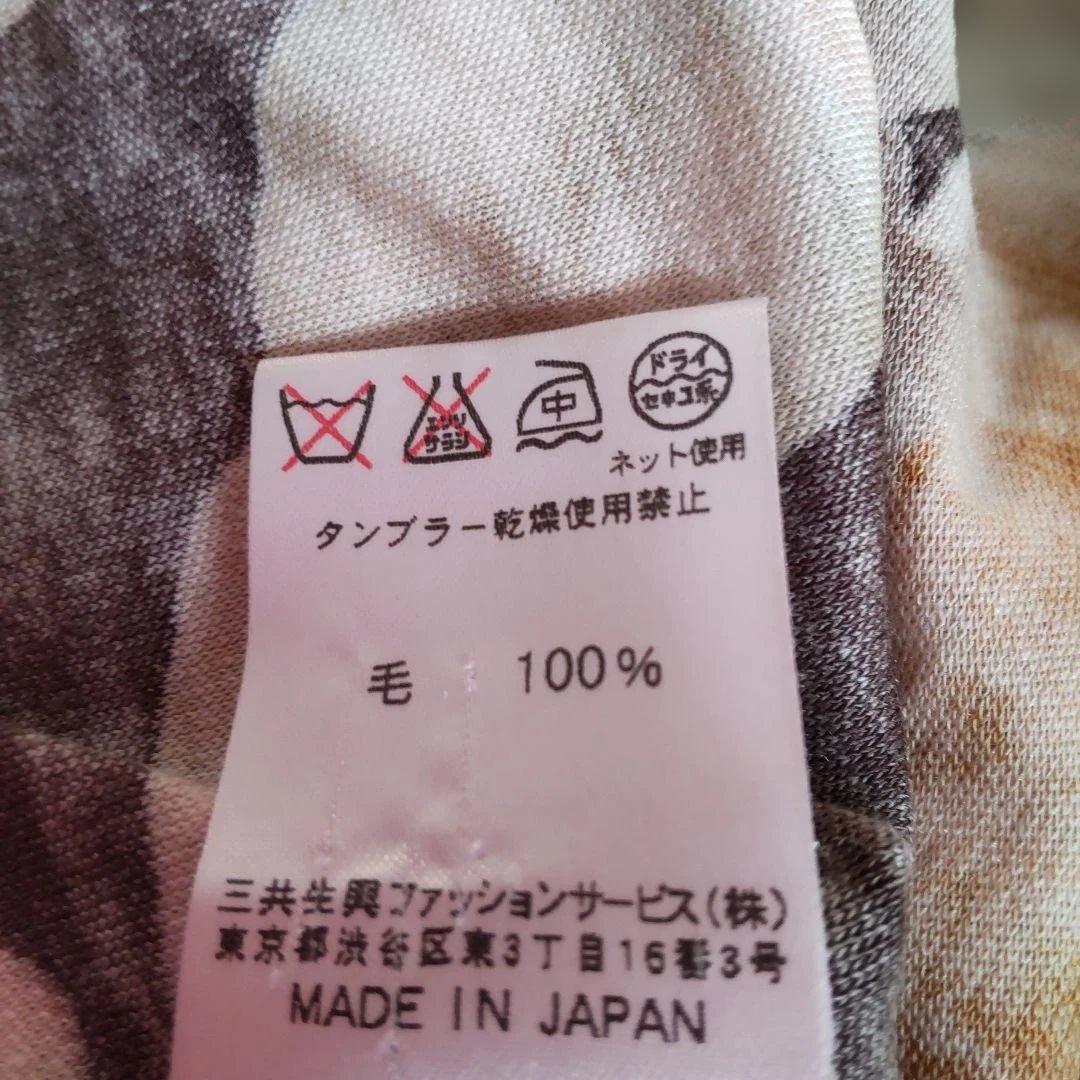 エンソ
サラシ
中
ドライ
セキユ系
ネット使用
タンブラー乾燥使用禁止
毛 100%
三共生興ファッションサービス(株)
東京都渋谷区東3丁目16番3号
MADE IN JAPAN